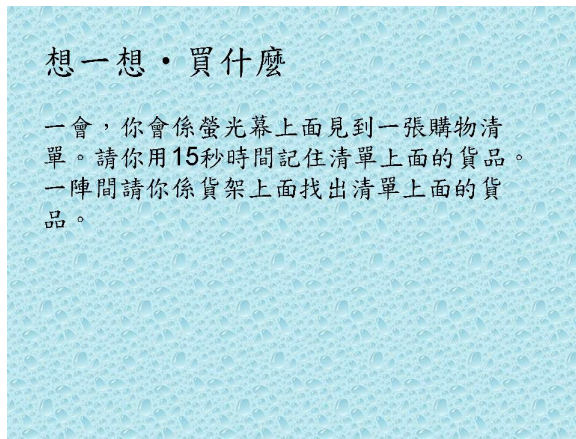 想一想・買什麼
一會，你會係螢光幕上面見到一張購物清
單。請你用15秒時間記住清單上面的貨品。
一陣間請你係貨架上面找出清單上面的貨
品。